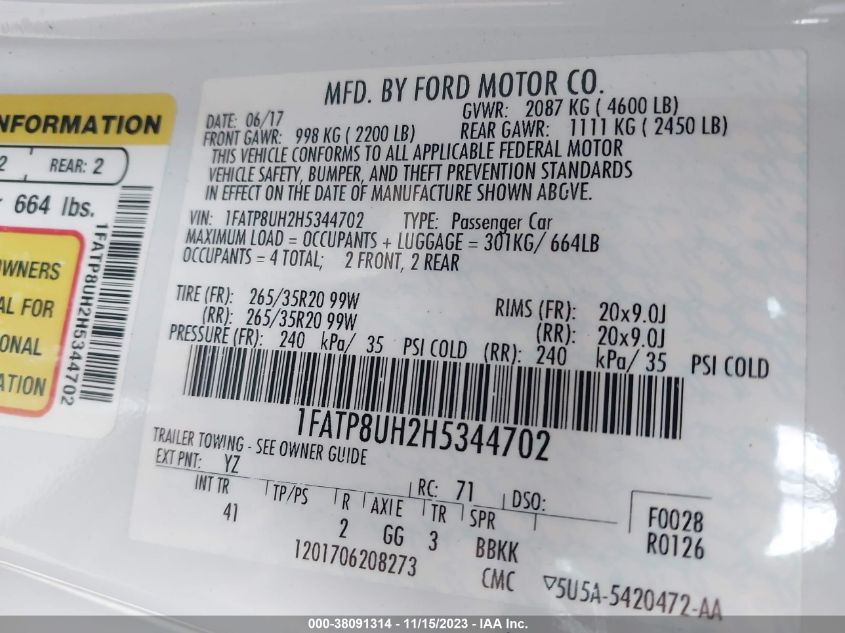 MFD. BY FORD MOTOR CO.
DATE: 06/17
GVWR: 2087 KG ( 4600 LB)
FRONT GAWR: 998 KG ( 2200 LB)
REAR GAWR: 1111 KG ( 2450 LB)
THIS VEHICLE CONFORMS TO ALL APPLICABLE FEDERAL MOTOR
VEHICLE SAFETY, BUMPER, AND THEFT PREVENTION STANDARDS
IN EFFECT ON THE DATE OF MANUFACTURE SHOWN ABOVE.
VIN: 1FATP8UH2H5344702 TYPE: Passenger Car
MAXIMUM LOAD = OCCUPANTS + LUGGAGE = 301KG/ 664LB
OCCUPANTS = 4 TOTAL; 2 FRONT, 2 REAR
TIRE (FR): 265/35R20 99W RIMS (FR): 20x9.0J
(RR): 265/35R20 99W (RR): 20x9.0J
PRESSURE (FR): 240 kPa/ 35 PSI COLD (RR): 240 kPa/ 35 PSI COLD
1FATP8UH2H5344702
TRAILER TOWING - SEE OWNER GUIDE
EXT PNT: YZ RC: 71 DSO:
INT TR TP/PS R AXIE TR SPR
41 2 GG 3 BBKK
F0028
R0126
1201706208273 CMC ▽5U5A-5420472-AA
NFORMATION
2 REAR: 2
664 lbs.
1FATP8UH2H5344702
OWNERS
AL FOR
ONAL
ATION
000-38091314 - 11/15/2023 - IAA Inc.